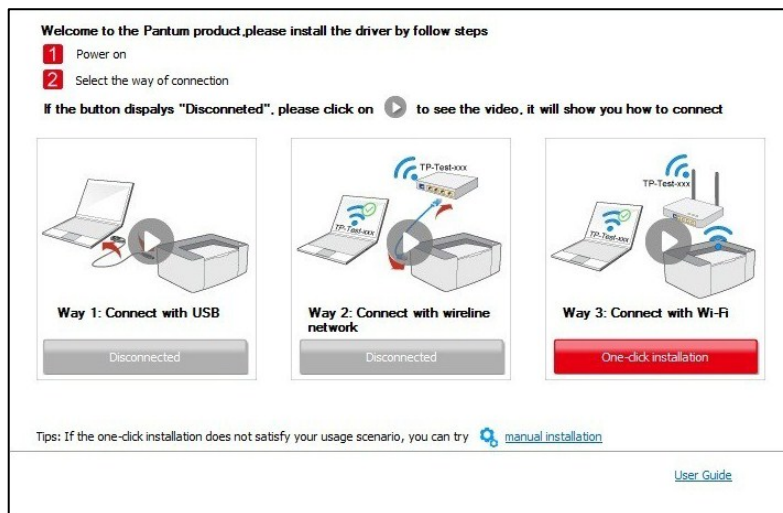 Welcome to the Pantum product,please install the driver by follow steps
1 Power on
2 Select the way of connection
If the button dispalys "Disconneted", please click on to see the video, it will show you how to connect
TP-Test-xxx
TP-Test-xxx
TP-Test-xxx
TP-Test-xxx
Way 1: Connect with USB
Way 2: Connect with wireline
network
Way 3: Connect with Wi-Fi
Disconnected
Disconnected
One-click installation
Tips: If the one-click installation does not satisfy your usage scenario, you can try manual installation
User Guide